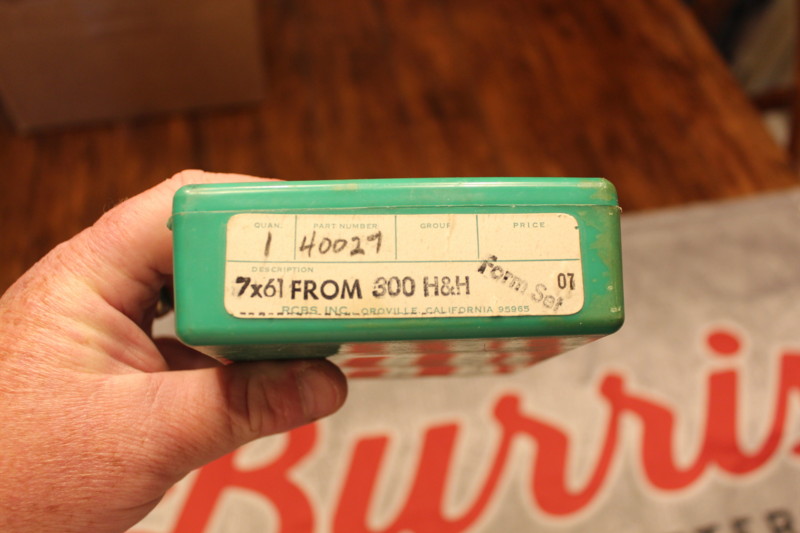 QUAN. PART NUMBER GROUP PRICE
1 40027
DESCRIPTION
7x61 FROM 300 H&H Form Set 07
RCBS, INC. OROVILLE, CALIFORNIA 95965
Burris